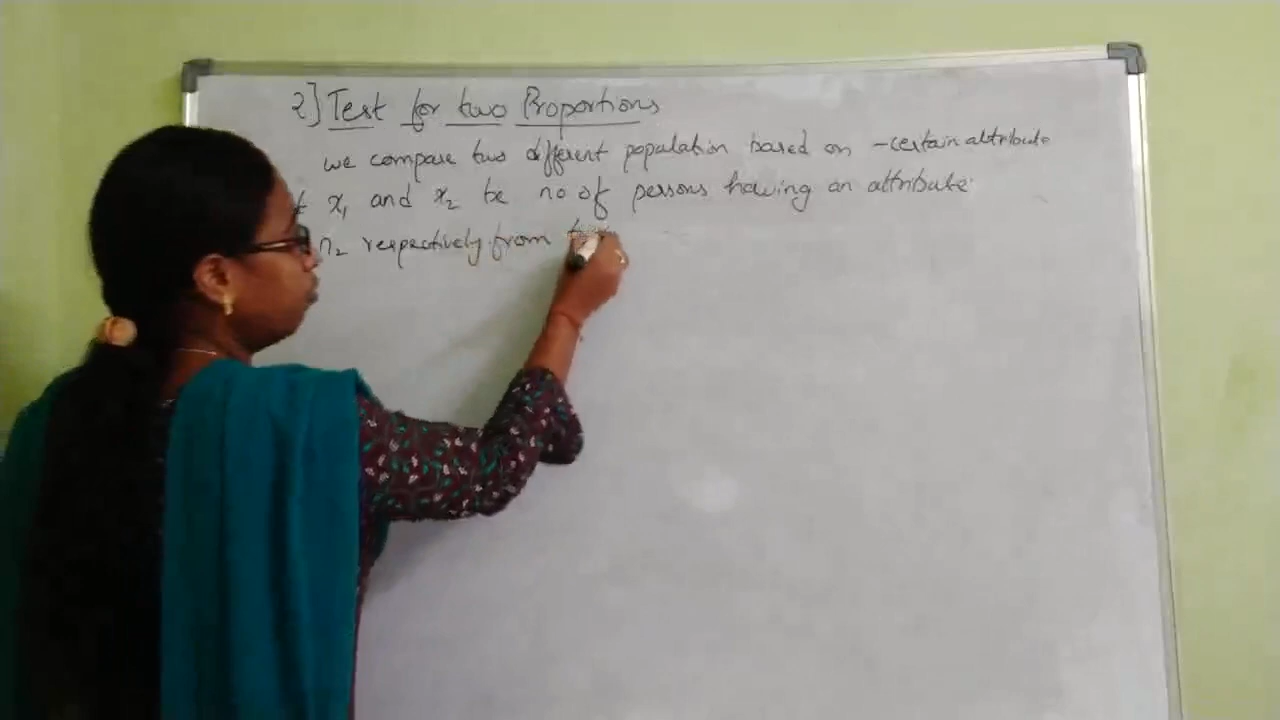 2] Test for two Proportions
we compare two different population based on certain attribute
x₁ and x₂ be no of persons having an attribute
n₂ respectively from